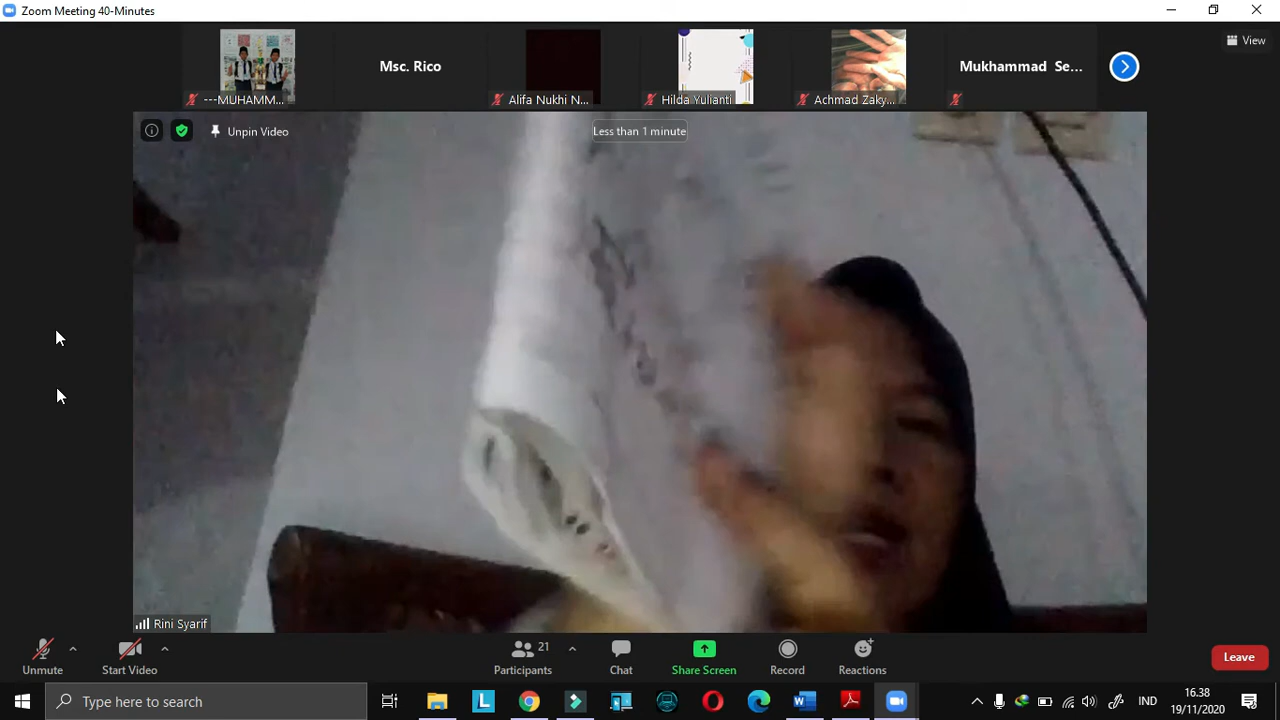 Zoom Meeting 40-Minutes
View
---MUHAMM...
Msc. Rico
Alifa Nukhi N...
Hilda Yulianti
Achmad Zaky...
Mukhammad Se...
Unpin Video
Less than 1 minute
Rini Syarif
Unmute
Start Video
21
Participants
Chat
Share Screen
Record
Reactions
Leave
Type here to search
L
W
IND
16.38
19/11/2020